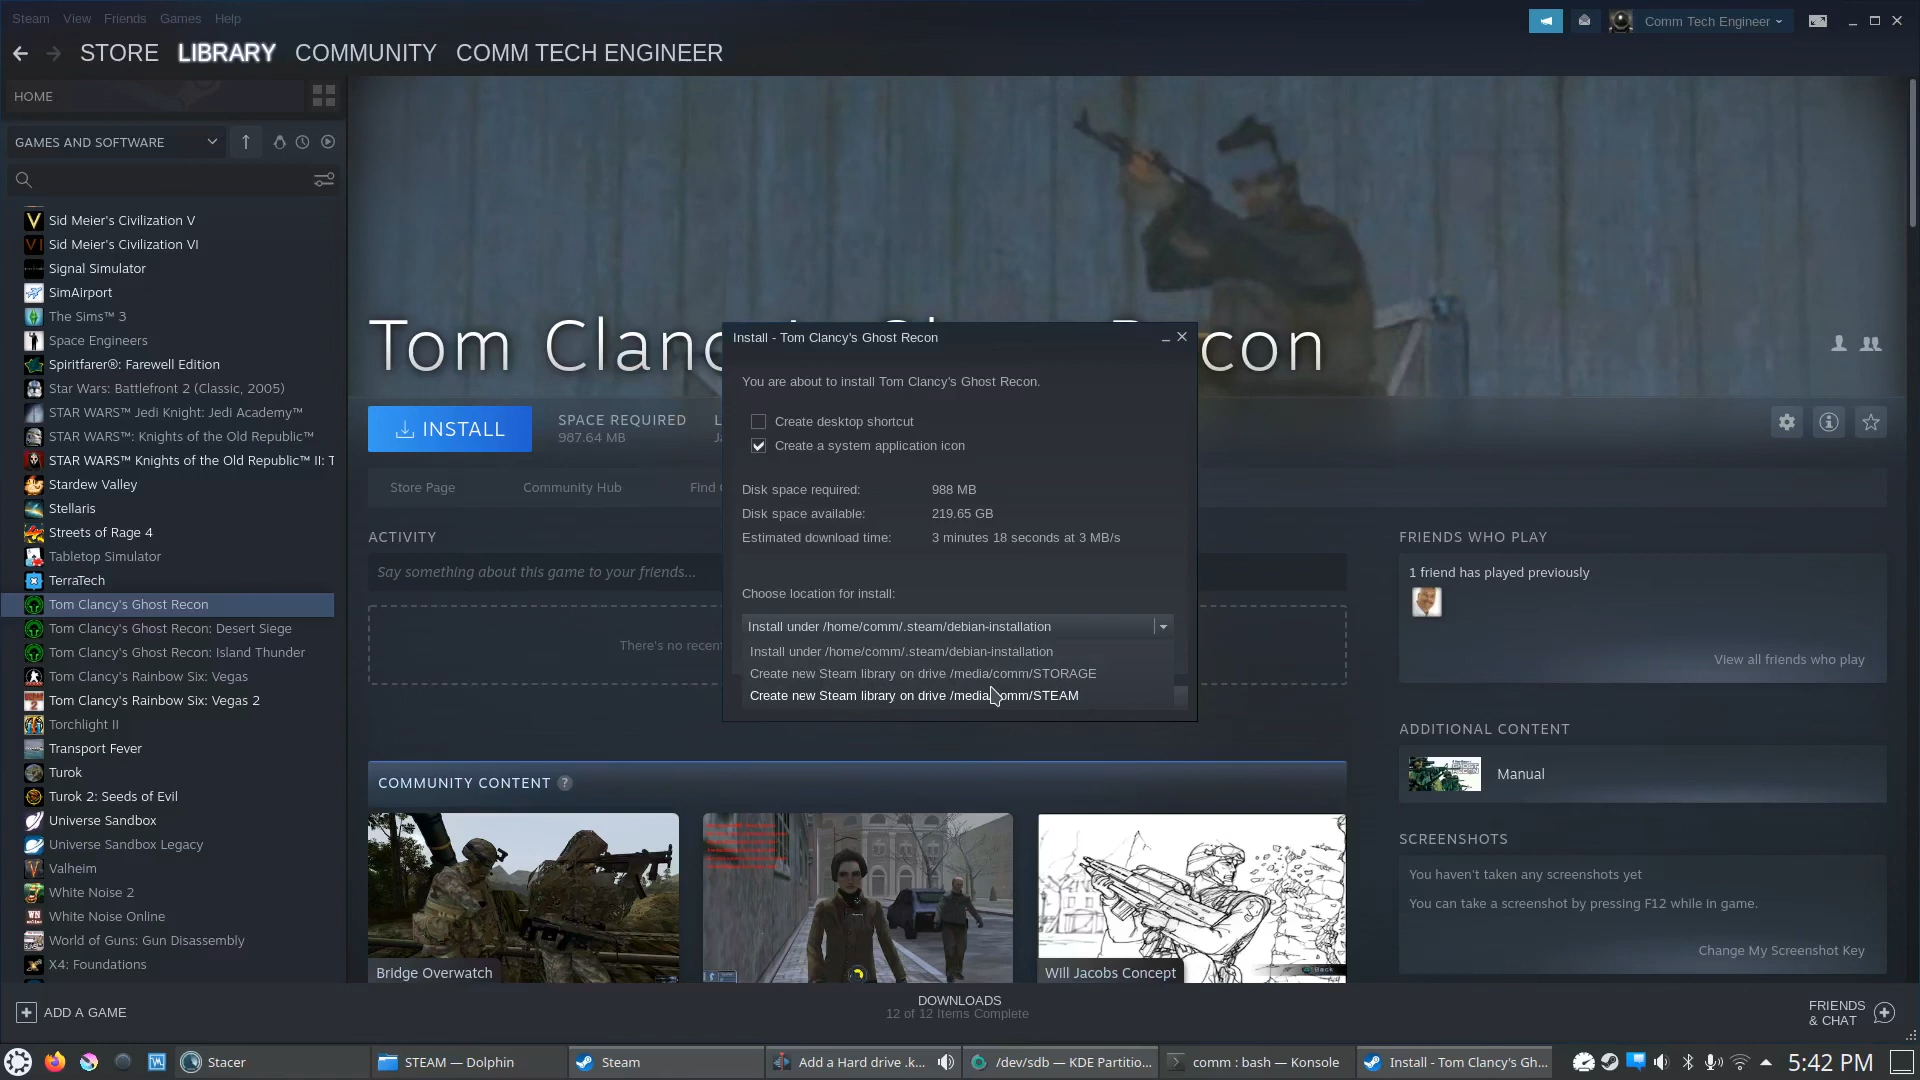 Steam View Friends Games Help
Comm Tech Engineer
STORE LIBRARY COMMUNITY COMM TECH ENGINEER
HOME
GAMES AND SOFTWARE
Sid Meier's Civilization V
Sid Meier's Civilization VI
Signal Simulator
SimAirport
The Sims™ 3
Space Engineers
Spiritfarer®: Farewell Edition
Star Wars: Battlefront 2 (Classic, 2005)
STAR WARS™ Jedi Knight: Jedi Academy™
STAR WARS™: Knights of the Old Republic™
STAR WARS™ Knights of the Old Republic™ II: T
Stardew Valley
Stellaris
Streets of Rage 4
Tabletop Simulator
TerraTech
Tom Clancy's Ghost Recon
Tom Clancy's Ghost Recon: Desert Siege
Tom Clancy's Ghost Recon: Island Thunder
Tom Clancy's Rainbow Six: Vegas
Tom Clancy's Rainbow Six: Vegas 2
Torchlight II
Transport Fever
Turok
Turok 2: Seeds of Evil
Universe Sandbox
Universe Sandbox Legacy
Valheim
White Noise 2
White Noise Online
World of Guns: Gun Disassembly
X4: Foundations
ADD A GAME
Tom Clanc con
INSTALL
SPACE REQUIRED
987.64 MB
Store Page Community Hub Find
ACTIVITY
Say something about this game to your friends...
There's no recen
Install - Tom Clancy's Ghost Recon
You are about to install Tom Clancy's Ghost Recon.
Create desktop shortcut
Create a system application icon
Disk space required: 988 MB
Disk space available: 219.65 GB
Estimated download time: 3 minutes 18 seconds at 3 MB/s
Choose location for install:
Install under /home/comm/.steam/debian-installation
Install under /home/comm/.steam/debian-installation
Create new Steam library on drive /media/comm/STORAGE
Create new Steam library on drive /media/comm/STEAM
COMMUNITY CONTENT ?
Bridge Overwatch
Will Jacobs Concept
Back
FRIENDS WHO PLAY
1 friend has played previously
View all friends who play
ADDITIONAL CONTENT
Manual
SCREENSHOTS
You haven't taken any screenshots yet
You can take a screenshot by pressing F12 while in game.
Change My Screenshot Key
DOWNLOADS
12 of 12 Items Complete
FRIENDS
& CHAT
Stacer
STEAM — Dolphin
Steam
Add a Hard drive .k...
/dev/sdb — KDE Partitio...
comm : bash — Konsole
Install - Tom Clancy's Gh...
5:42 PM